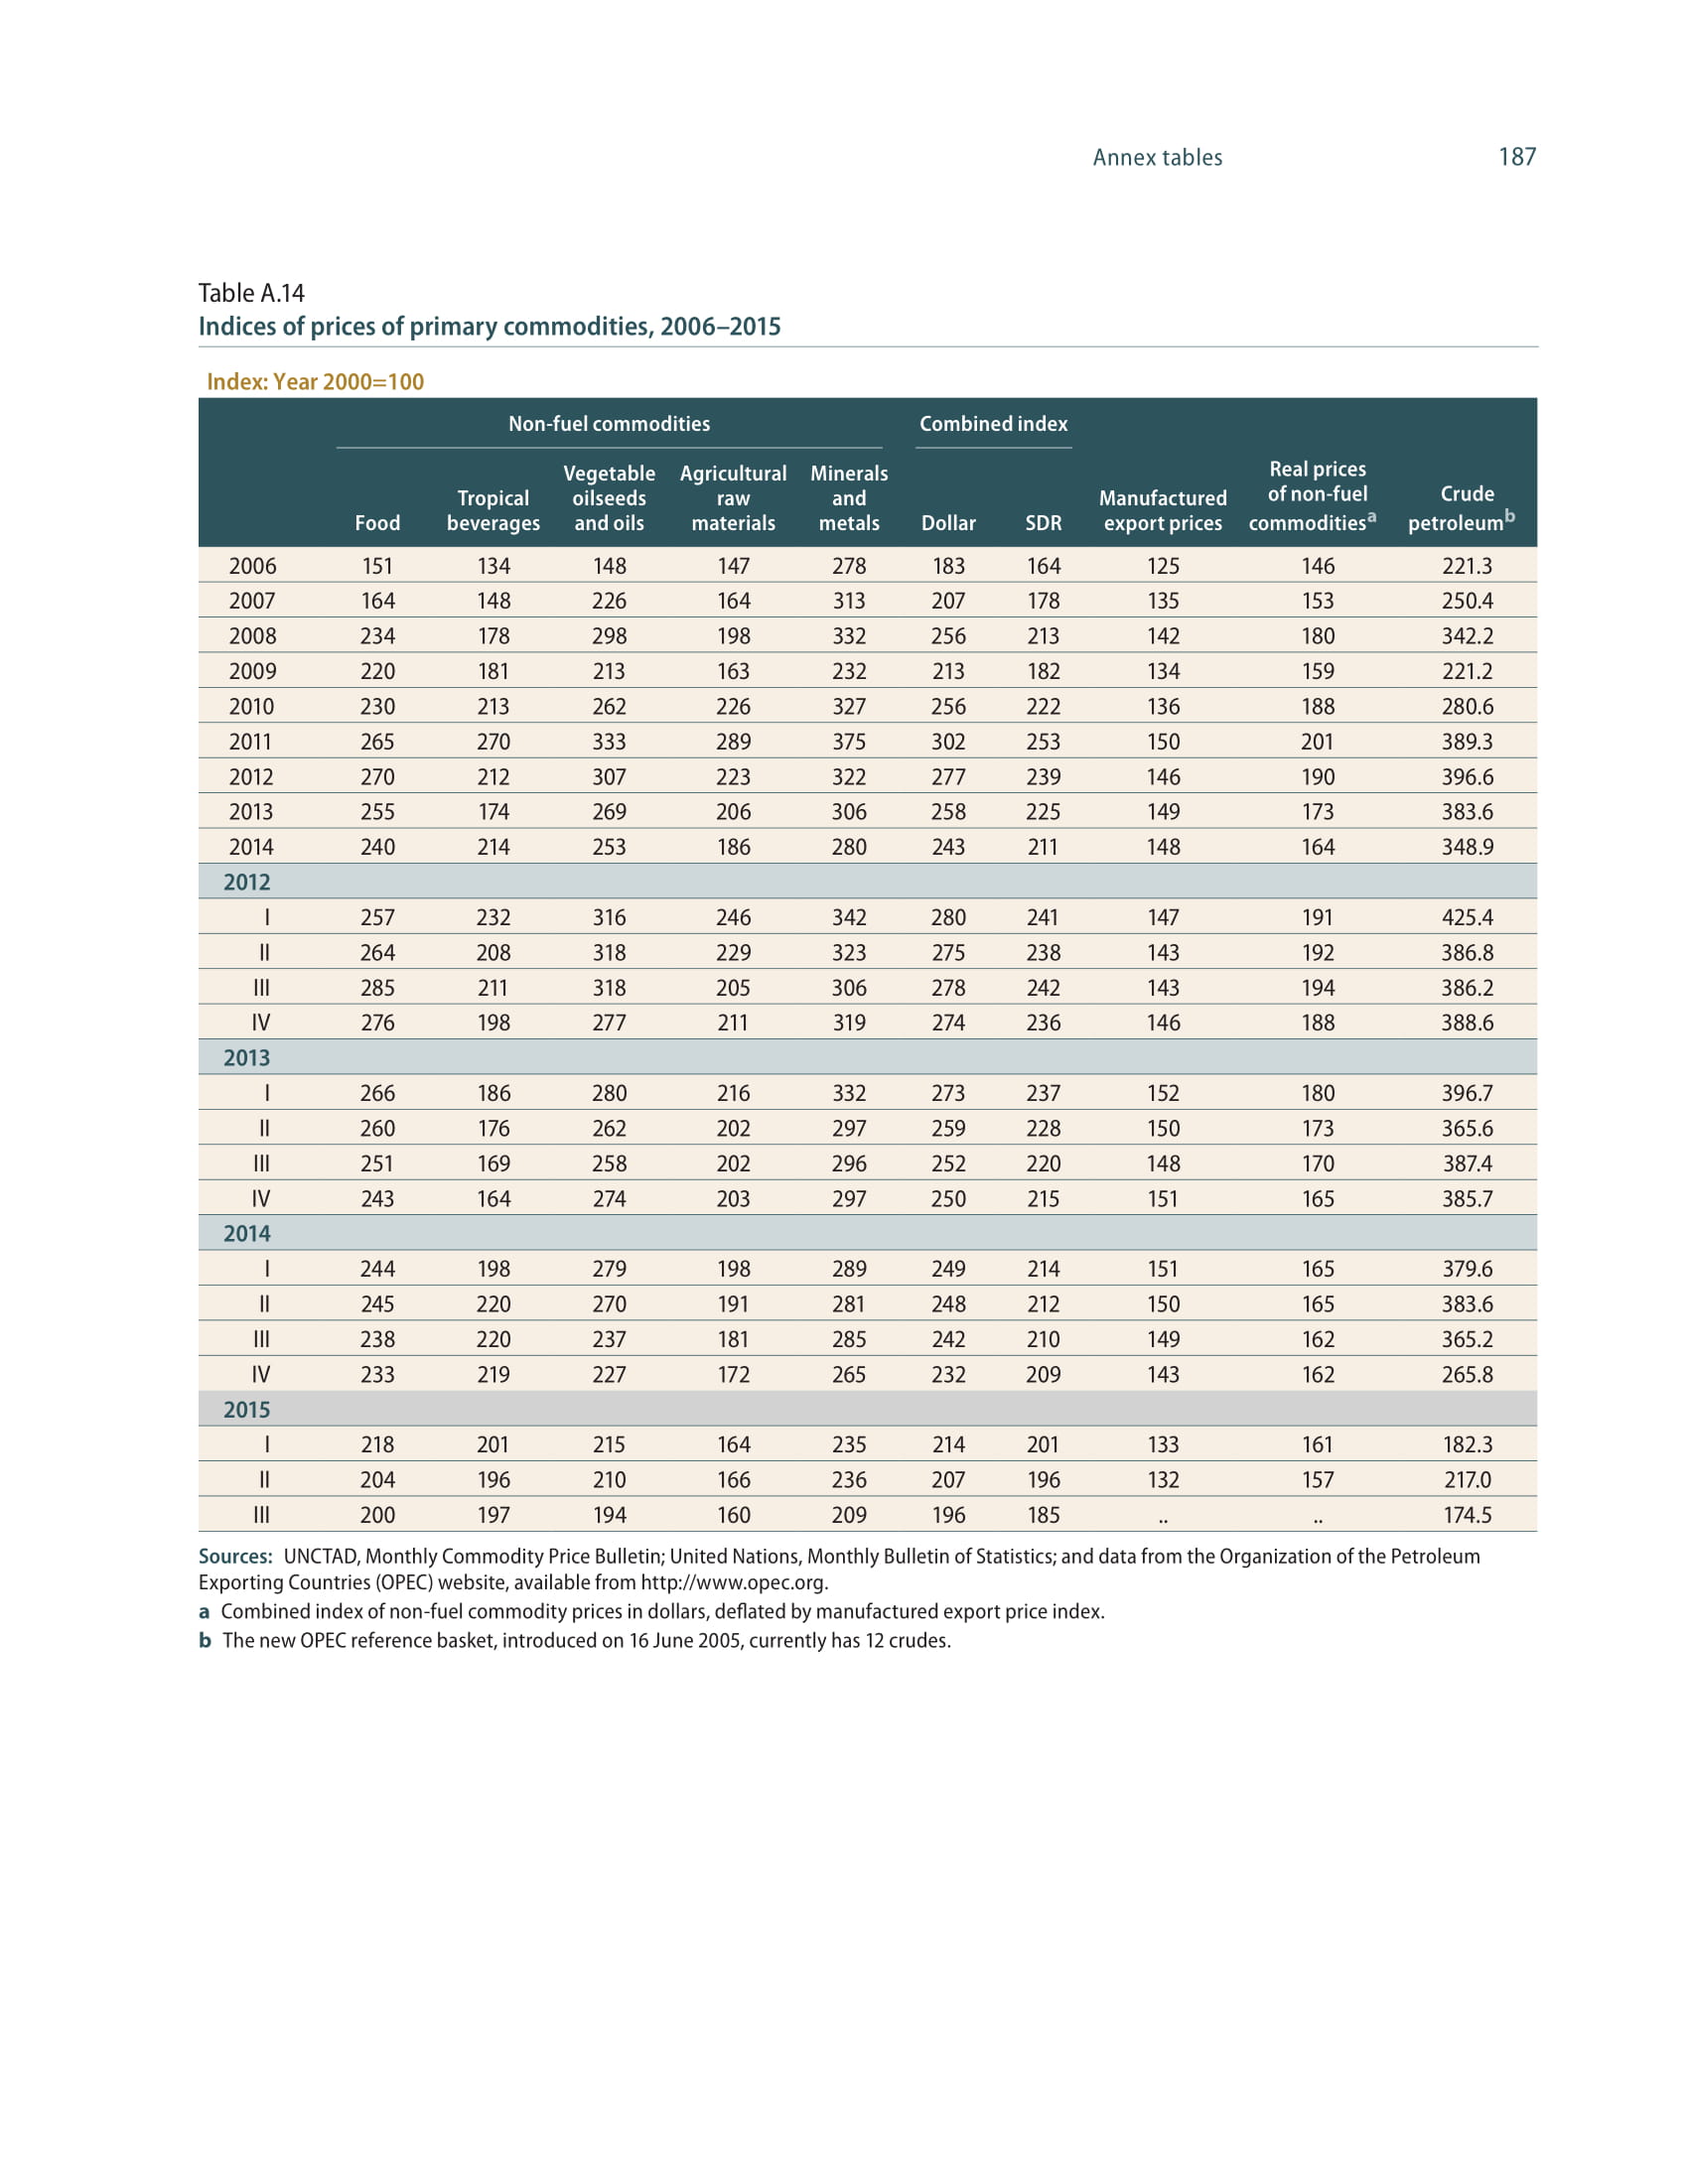 Annex tables 187
Table A.14
Indices of prices of primary commodities, 2006–2015
Index: Year 2000=100
Non-fuel commodities Combined index
Food Tropical beverages Vegetable oilseeds and oils Agricultural raw materials Minerals and metals Dollar SDR Manufactured export prices Real prices of non-fuel commodities a Crude petroleum b
2006 151 134 148 147 278 183 164 125 146 221.3
2007 164 148 226 164 313 207 178 135 153 250.4
2008 234 178 298 198 332 256 213 142 180 342.2
2009 220 181 213 163 232 213 182 134 159 221.2
2010 230 213 262 226 327 256 222 136 188 280.6
2011 265 270 333 289 375 302 253 150 201 389.3
2012 270 212 307 223 322 277 239 146 190 396.6
2013 255 174 269 206 306 258 225 149 173 383.6
2014 240 214 253 186 280 243 211 148 164 348.9
2012
I 257 232 316 246 342 280 241 147 191 425.4
II 264 208 318 229 323 275 238 143 192 386.8
III 285 211 318 205 306 278 242 143 194 386.2
IV 276 198 277 211 319 274 236 146 188 388.6
2013
I 266 186 280 216 332 273 237 152 180 396.7
II 260 176 262 202 297 259 228 150 173 365.6
III 251 169 258 202 296 252 220 148 170 387.4
IV 243 164 274 203 297 250 215 151 165 385.7
2014
I 244 198 279 198 289 249 214 151 165 379.6
II 245 220 270 191 281 248 212 150 165 383.6
III 238 220 237 181 285 242 210 149 162 365.2
IV 233 219 227 172 265 232 209 143 162 265.8
2015
I 218 201 215 164 235 214 201 133 161 182.3
II 204 196 210 166 236 207 196 132 157 217.0
III 200 197 194 160 209 196 185 .. .. 174.5
Sources: UNCTAD, Monthly Commodity Price Bulletin; United Nations, Monthly Bulletin of Statistics; and data from the Organization of the Petroleum
Exporting Countries (OPEC) website, available from http://www.opec.org.
a Combined index of non-fuel commodity prices in dollars, deflated by manufactured export price index.
b The new OPEC reference basket, introduced on 16 June 2005, currently has 12 crudes.